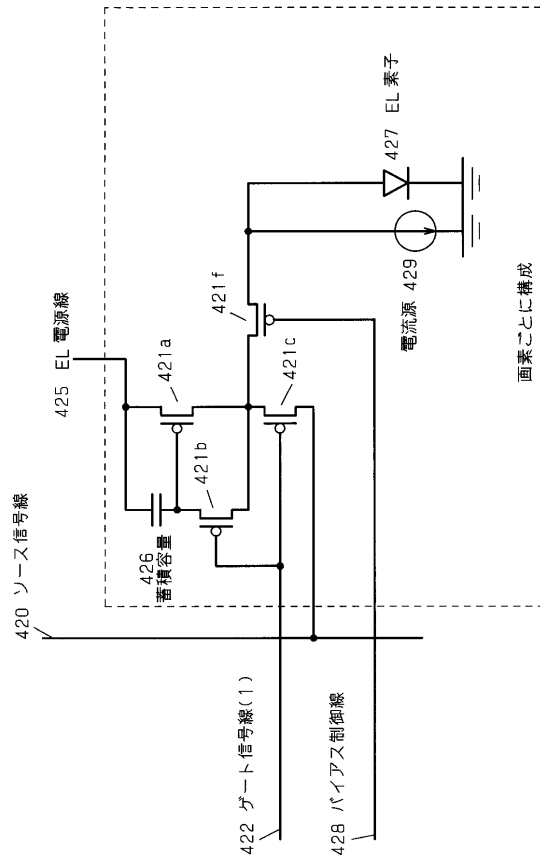 420 ソース信号線
425 EL 電源線
426
蓄積容量
421a
421b
421c
421f
427 EL 素子
電流源 429
422 ゲート信号線(1)
428 バイアス制御線
画素ごとに構成